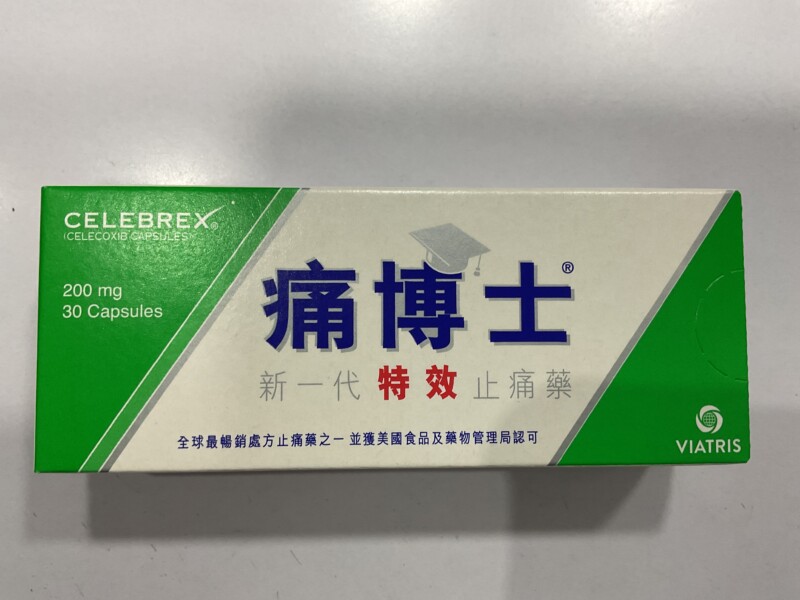 CELEBREX®
(CELECOXIB CAPSULES)
200 mg
30 Capsules
痛博士®
新一代 特效 止痛藥
全球最暢銷處方止痛藥之一 並獲美國食品及藥物管理局認可
VIATRIS